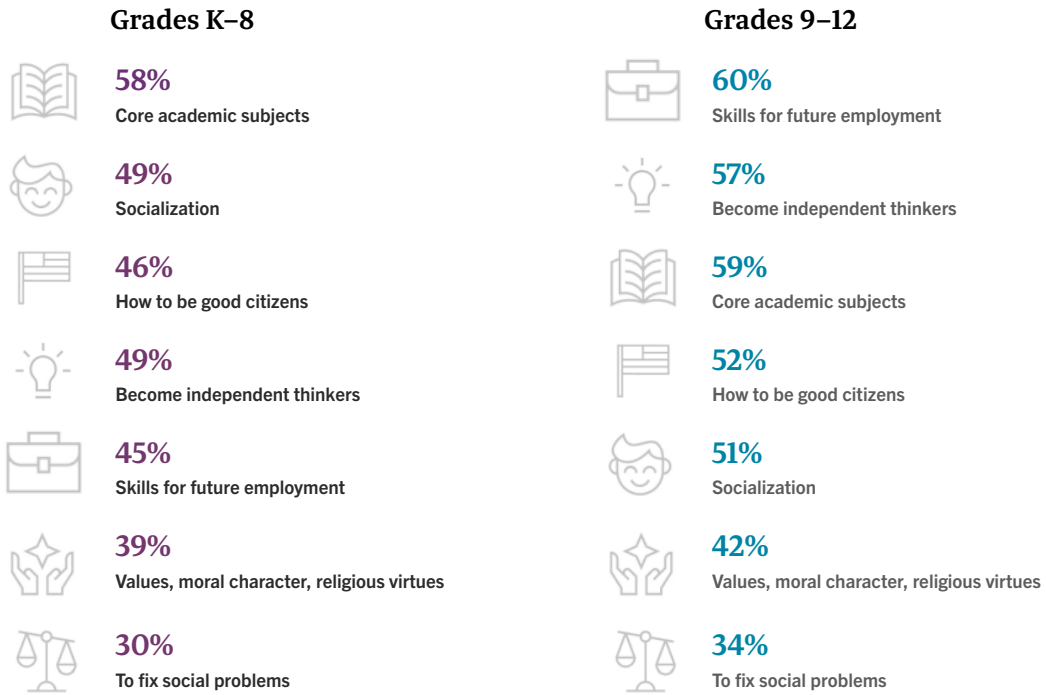 Grades K–8
58%
Core academic subjects
49%
Socialization
46%
How to be good citizens
49%
Become independent thinkers
45%
Skills for future employment
39%
Values, moral character, religious virtues
30%
To fix social problems
Grades 9–12
60%
Skills for future employment
57%
Become independent thinkers
59%
Core academic subjects
52%
How to be good citizens
51%
Socialization
42%
Values, moral character, religious virtues
34%
To fix social problems